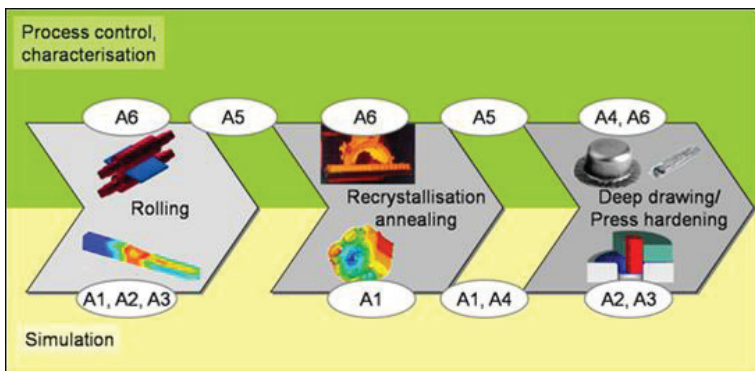 Process control,
characterisation
A6
A5
A6
A5
A4, A6
Rolling
Recrystallisation
annealing
Deep drawing/
Press hardening
A1, A2, A3
A1
A1, A4
A2, A3
Simulation